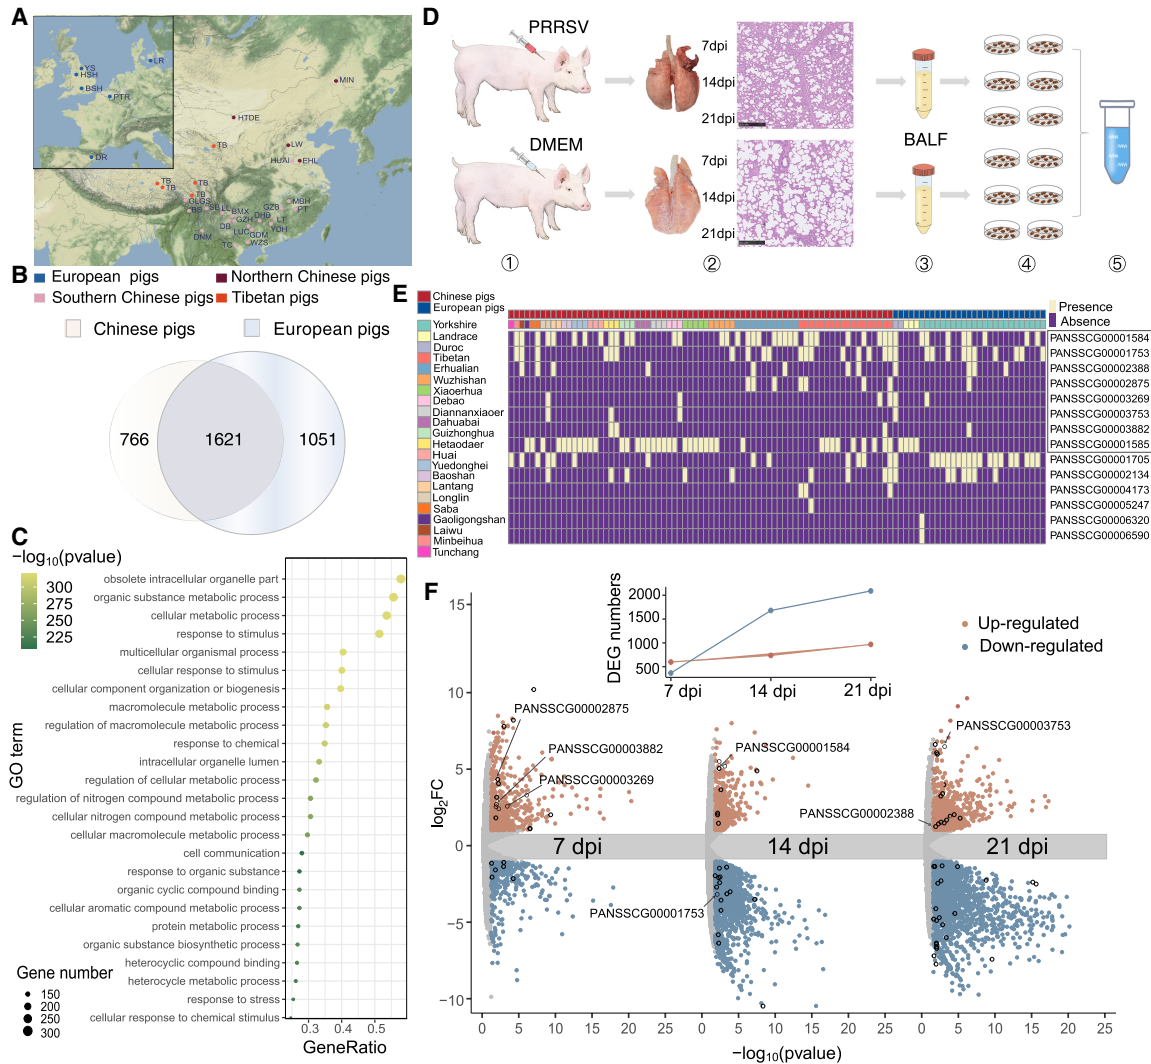 A
YS
HSH
BSH
PTR
LR
DR
MIN
HTDE
TB
LW
HUAI
EHL
TB
TB
TB
TB
GLGS
BS
SB
LL
BMX
GZB
MBH
PT
DHB
GZH
LT
DB
LUC
YDH
GDM
DNM
TC
WZS
B
European pigs
Northern Chinese pigs
Southern Chinese pigs
Tibetan pigs
Chinese pigs
European pigs
766
1621
1051
C
−log10(pvalue)
300
275
250
225
GO term
obsolete intracellular organelle part
organic substance metabolic process
cellular metabolic process
response to stimulus
multicellular organismal process
cellular response to stimulus
cellular component organization or biogenesis
macromolecule metabolic process
regulation of macromolecule metabolic process
response to chemical
intracellular organelle lumen
regulation of cellular metabolic process
regulation of nitrogen compound metabolic process
cellular nitrogen compound metabolic process
cellular macromolecule metabolic process
cell communication
response to organic substance
organic cyclic compound binding
cellular aromatic compound metabolic process
protein metabolic process
organic substance biosynthetic process
heterocyclic compound binding
heterocycle metabolic process
response to stress
cellular response to chemical stimulus
Gene number
150
200
250
300
0.3 0.4 0.5
GeneRatio
D
PRRSV
7dpi
14dpi
21dpi
DMEM
7dpi
14dpi
21dpi
BALF
① ② ③ ④ ⑤
E
Chinese pigs
European pigs
Yorkshire
Landrace
Duroc
Tibetan
Erhualian
Wuzhishan
Xiaoerhua
Debao
Diannanxiaoer
Dahuabai
Guizhonghua
Hetaodaer
Huai
Yuedonghei
Baoshan
Lantang
Longlin
Saba
Gaoligongshan
Laiwu
Minbeihua
Tunchang
Presence
Absence
PANSSCG00001584
PANSSCG00001753
PANSSCG00002388
PANSSCG00002875
PANSSCG00003269
PANSSCG00003753
PANSSCG00003882
PANSSCG00001585
PANSSCG00001705
PANSSCG00002134
PANSSCG00004173
PANSSCG00005247
PANSSCG00006320
PANSSCG00006590
F
DEG numbers
2000
1500
1000
500
7 dpi 14 dpi 21 dpi
Up-regulated
Down-regulated
log2FC
15
10
5
0
−5
−10
PANSSCG00002875
PANSSCG00003882
PANSSCG00003269
PANSSCG00001584
PANSSCG00003753
PANSSCG00002388
PANSSCG00001753
7 dpi
14 dpi
21 dpi
0 5 10 15 20 25 0 5 10 15 20 25 0 5 10 15 20 25
−log10(pvalue)